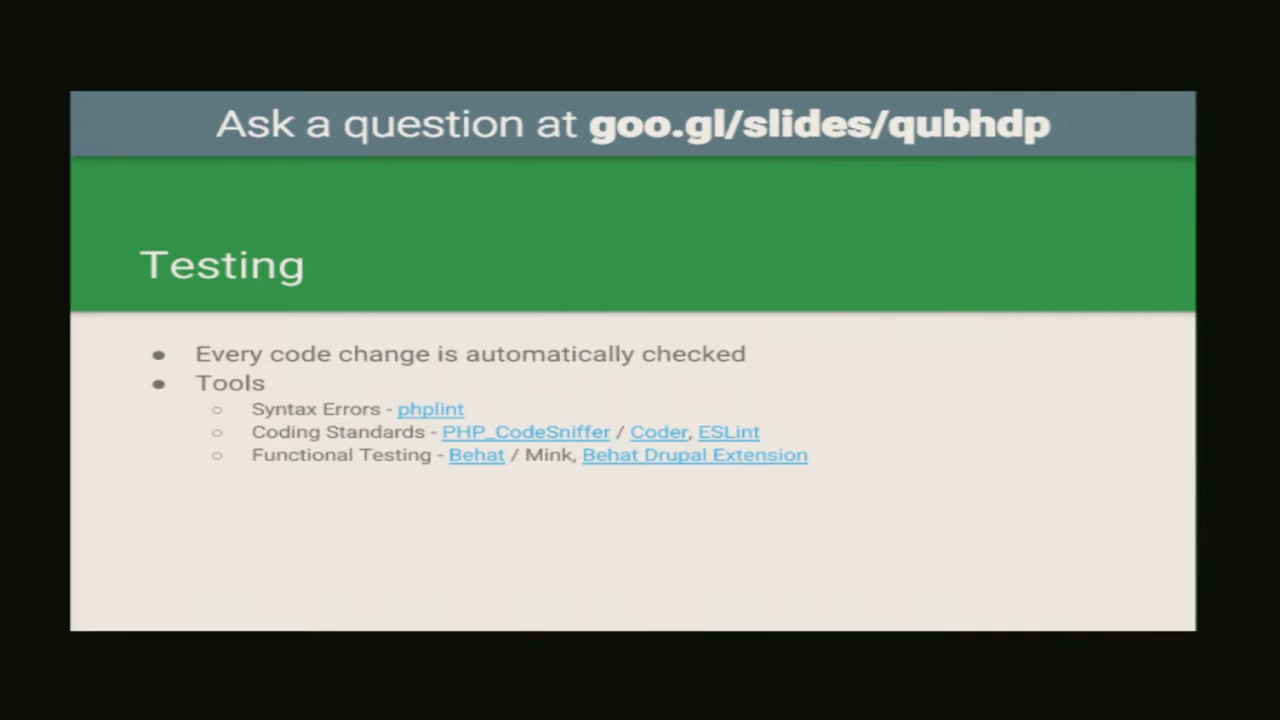 Ask a question at goo.gl/slides/qubhdp
Testing
● Every code change is automatically checked
● Tools
○ Syntax Errors - phplint
○ Coding Standards - PHP_CodeSniffer / Coder, ESLint
○ Functional Testing - Behat / Mink, Behat Drupal Extension